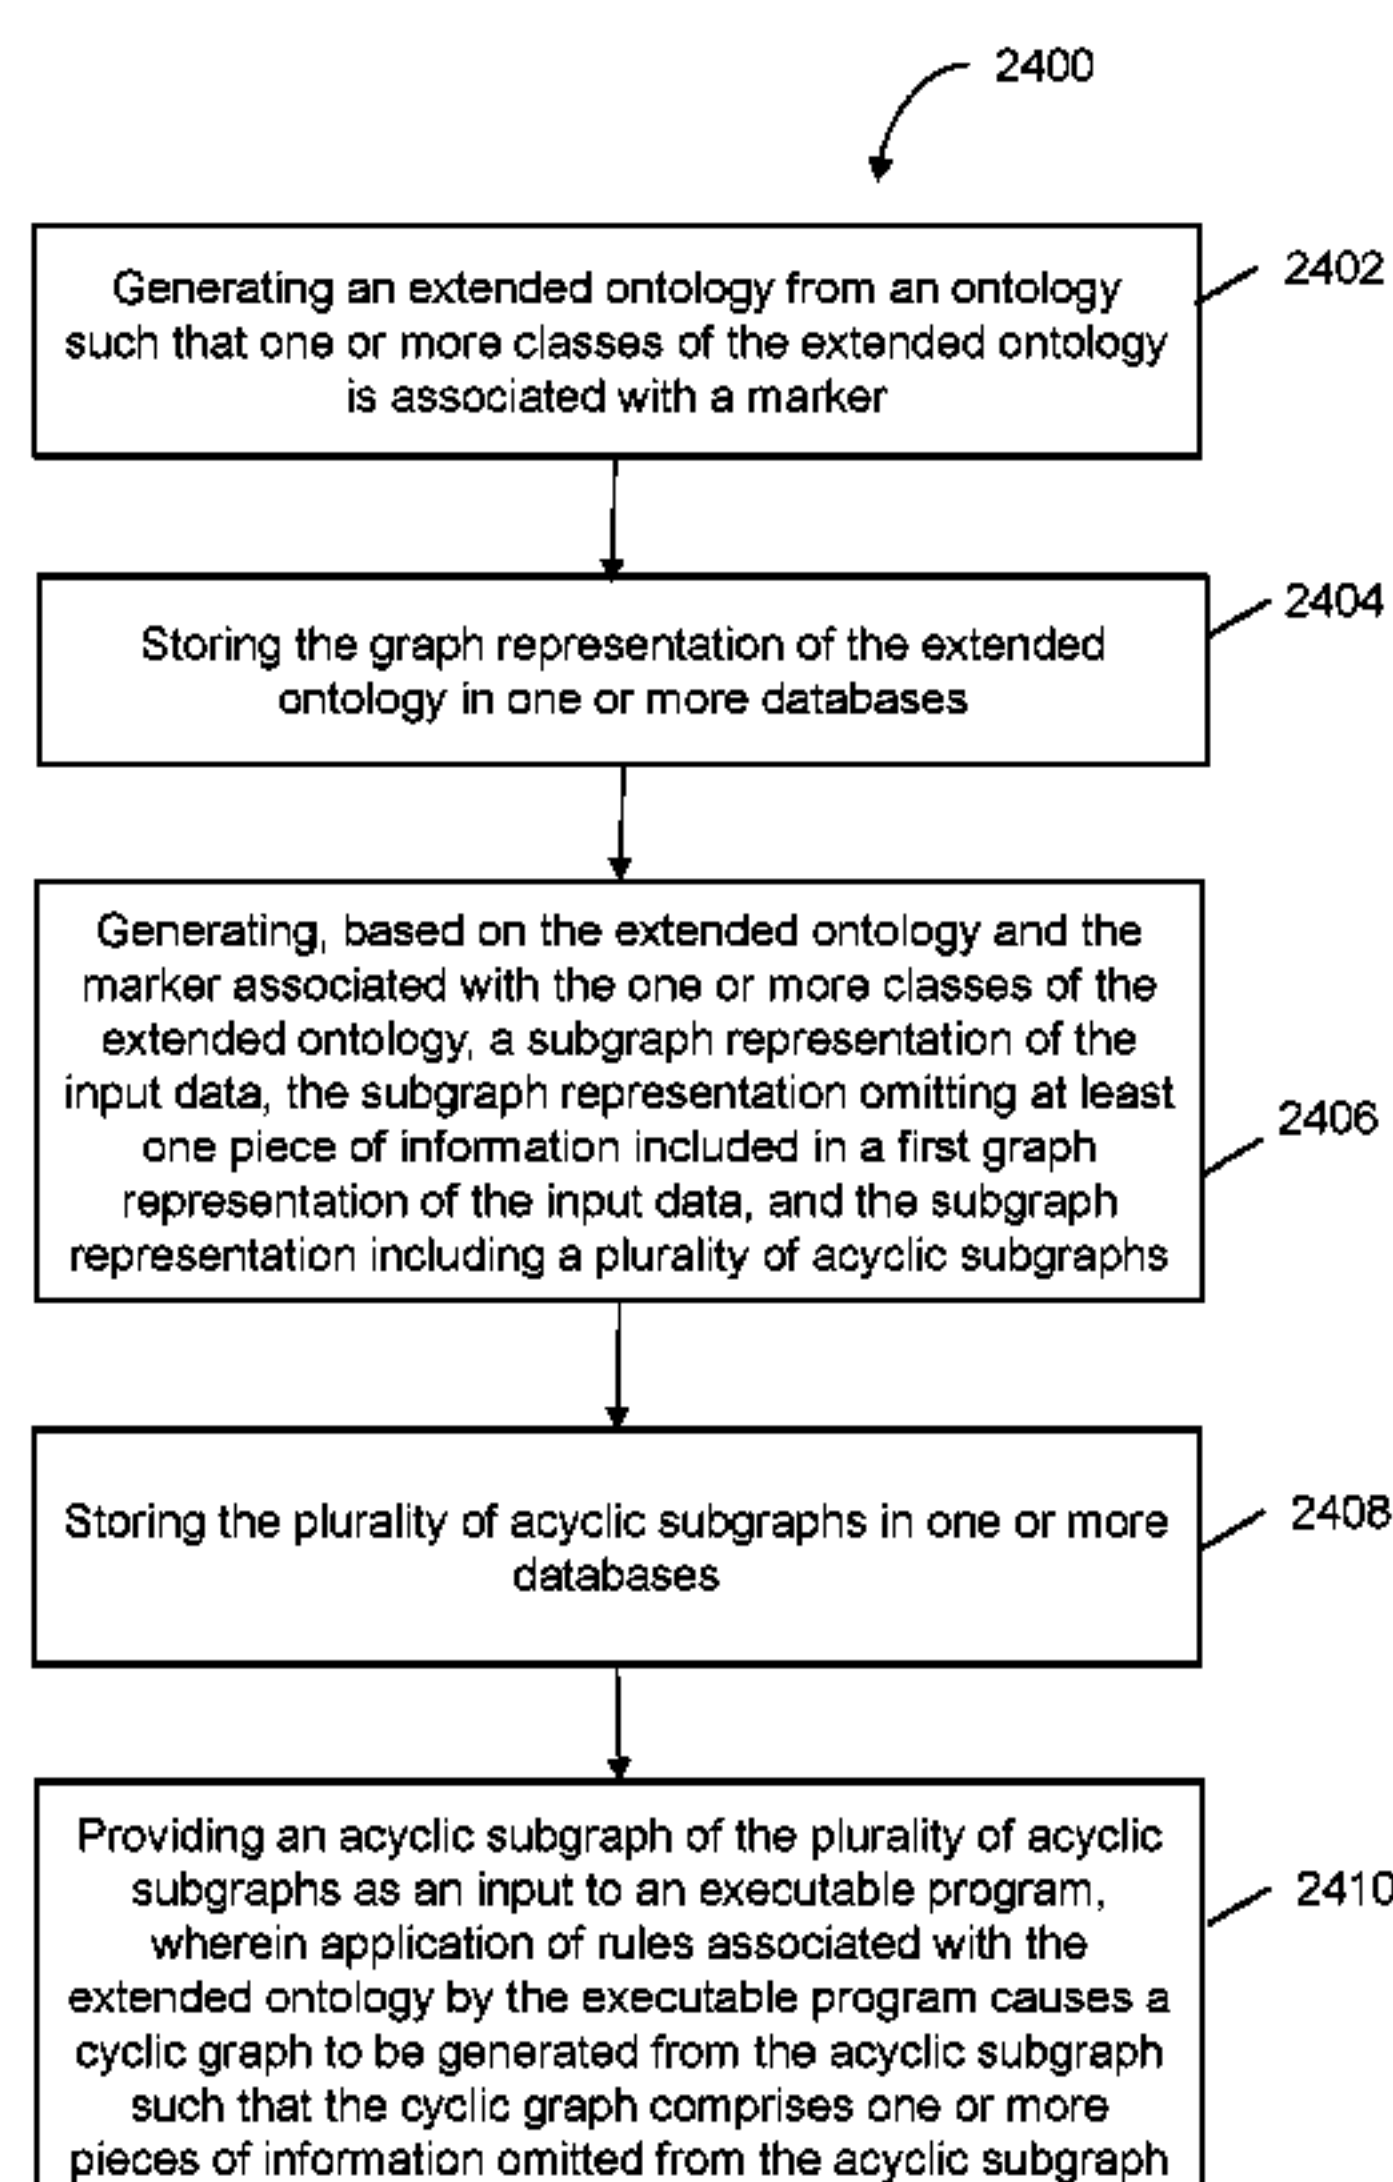 2400
2402
Generating an extended ontology from an ontology
such that one or more classes of the extended ontology
is associated with a marker
2404
Storing the graph representation of the extended
ontology in one or more databases
Generating, based on the extended ontology and the
marker associated with the one or more classes of the
extended ontology, a subgraph representation of the
input data, the subgraph representation omitting at least
one piece of information included in a first graph
representation of the input data, and the subgraph
representation including a plurality of acyclic subgraphs
2406
Storing the plurality of acyclic subgraphs in one or more
databases
2408
Providing an acyclic subgraph of the plurality of acyclic
subgraphs as an input to an executable program,
wherein application of rules associated with the
extended ontology by the executable program causes a
cyclic graph to be generated from the acyclic subgraph
such that the cyclic graph comprises one or more
pieces of information omitted from the acyclic subgraph
2410